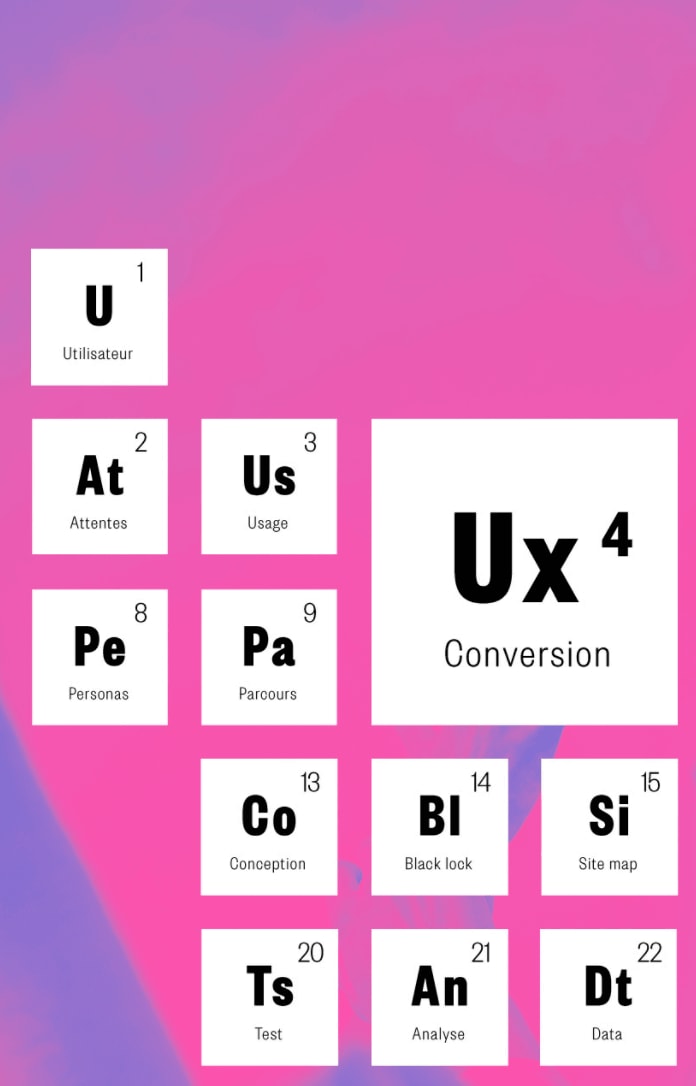 1
U
Utilisateur
2
At
Attentes
3
Us
Usage
4
Ux
Conversion
8
Pe
Personas
9
Pa
Parcours
13
Co
Conception
14
Bl
Black lock
15
Si
Site map
20
Ts
Test
21
An
Analyse
22
Dt
Data